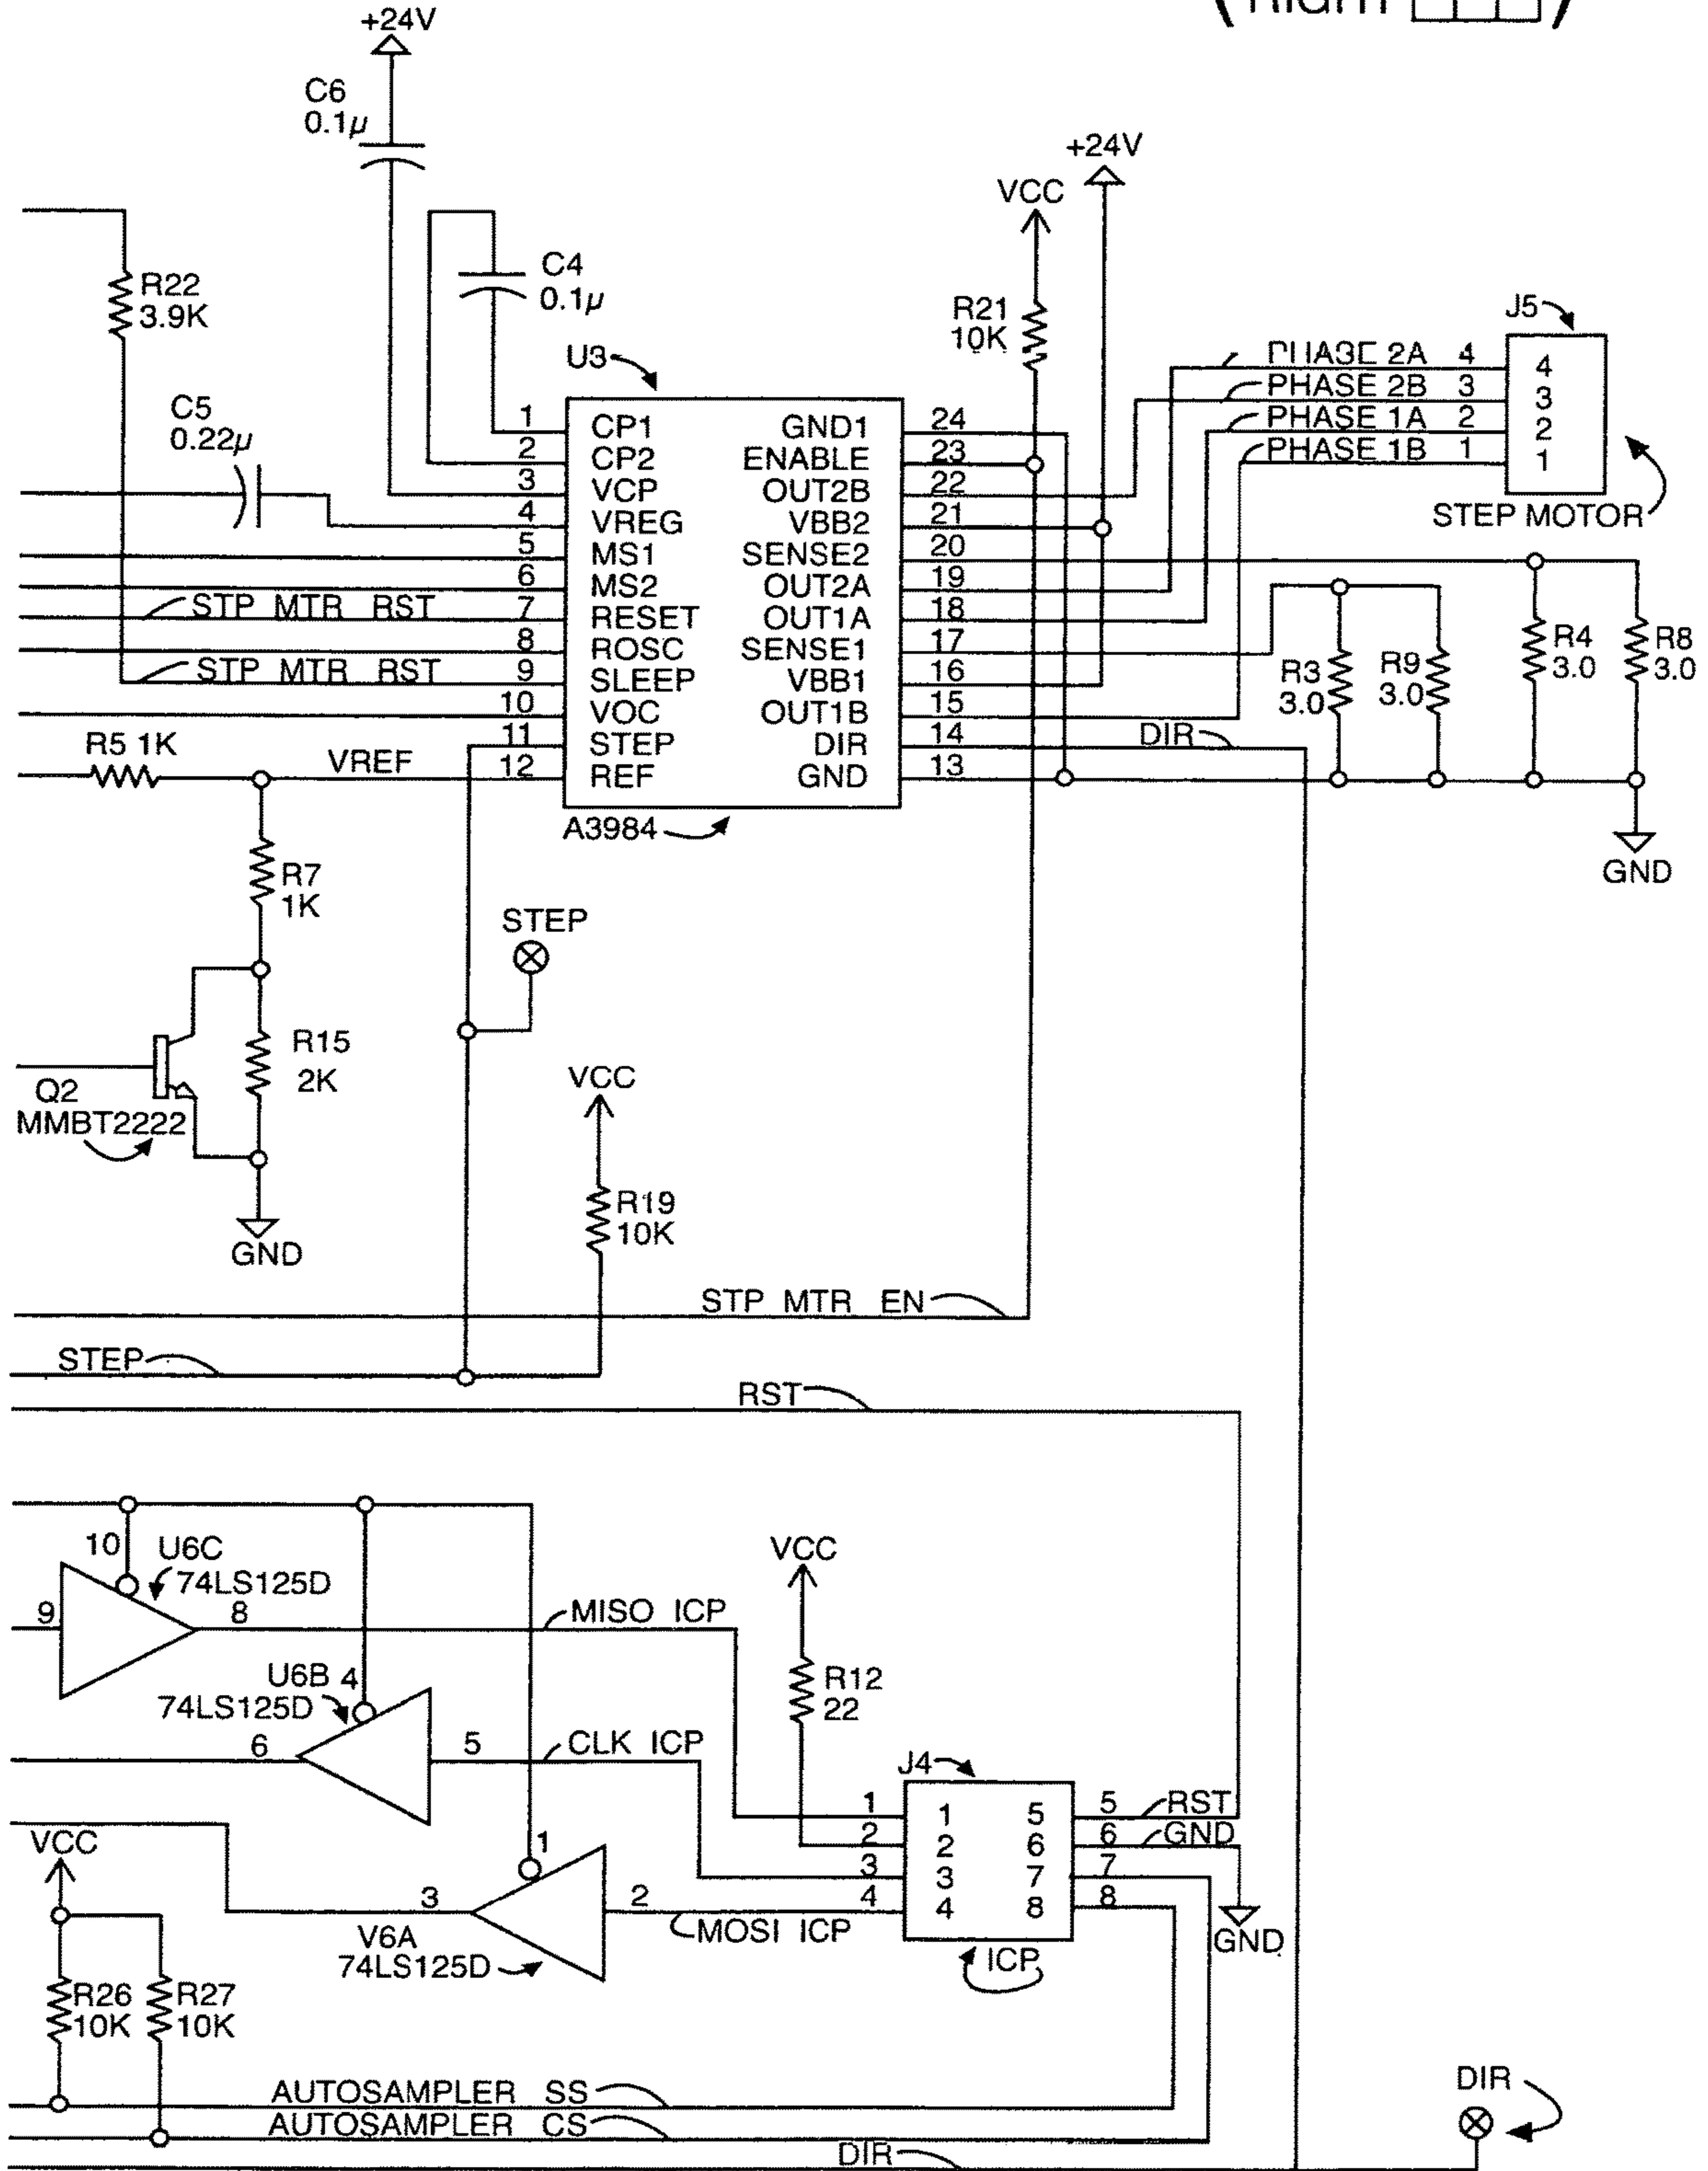 +24V
C6
0.1µ
+24V
VCC
C4
0.1µ
R22
3.9K
R21
10K
J5
U3
PHASE 2A 4
PHASE 2B 3
PHASE 1A 2
PHASE 1B 1
4
3
2
1
STEP MOTOR
C5
0.22µ
1 CP1 GND1 24
2 CP2 ENABLE 23
3 VCP OUT2B 22
4 VREG VBB2 21
5 MS1 SENSE2 20
6 MS2 OUT2A 19
STP MTR RST 7 RESET OUT1A 18
8 ROSC SENSE1 17
STP MTR RST 9 SLEEP VBB1 16
10 VOC OUT1B 15
11 STEP DIR 14 DIR
R5 1K VREF 12 REF GND 13
R3
3.0
R9
3.0
R4
3.0
R8
3.0
A3984
GND
R7
1K
STEP
R15
2K
Q2
MMBT2222
VCC
R19
10K
GND
STP MTR EN
STEP
RST
10 U6C
74LS125D
9 8
MISO ICP
VCC
U6B 4
74LS125D
R12
22
6 5 CLK ICP
J4
1 1 5 5 RST
2 2 6 6 GND
3 3 7 7
4 4 8 8
VCC
1
3 2
MOSI ICP
V6A
74LS125D
ICP
GND
R26
10K
R27
10K
AUTOSAMPLER SS
AUTOSAMPLER CS
DIR
DIR